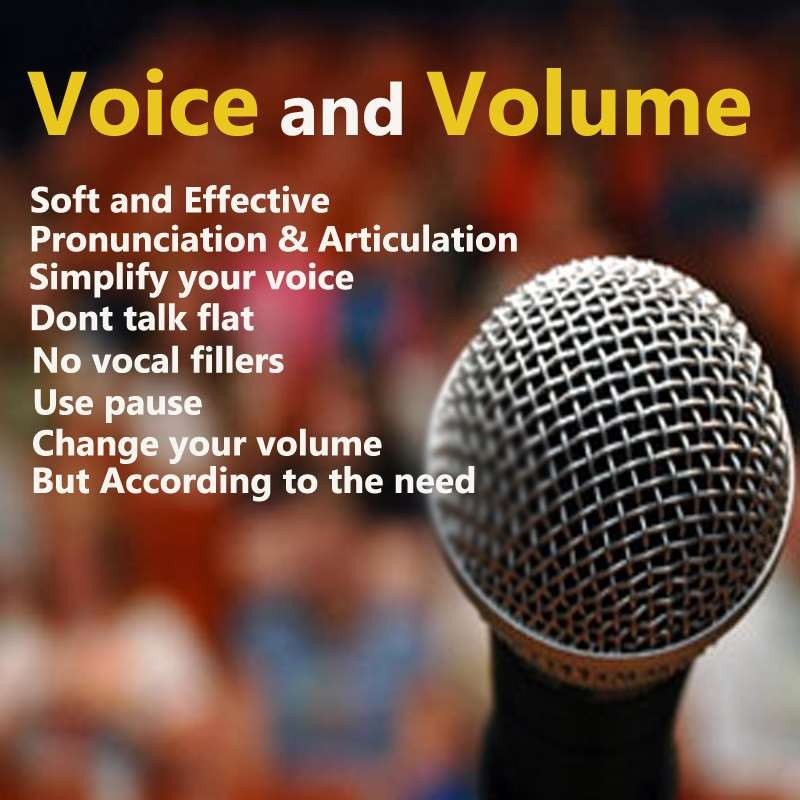 Voice and Volume
Soft and Effective
Pronunciation & Articulation
Simplify your voice
Dont talk flat
No vocal fillers
Use pause
Change your volume
But According to the need